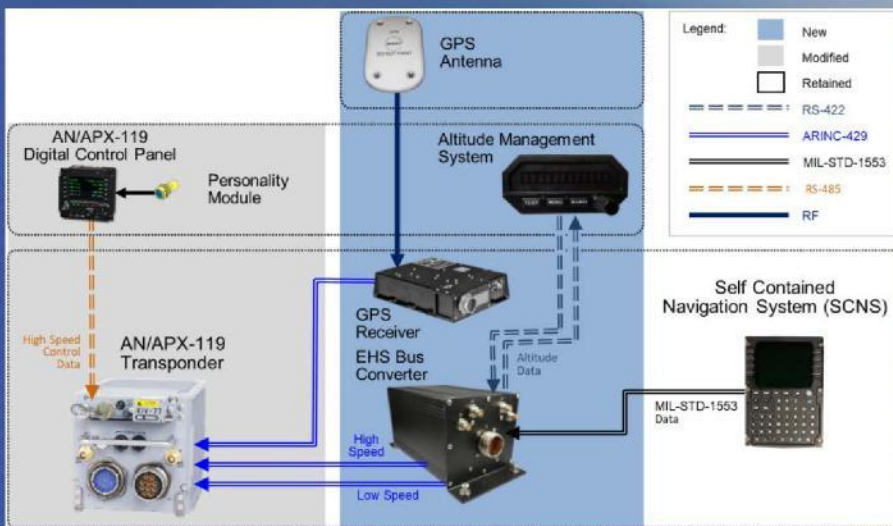 GPS
Antenna
Legend:
New
Modified
Retained
RS-422
ARINC-429
MIL-STD-1553
RS-485
RF
AN/APX-119
Digital Control Panel
Personality
Module
Altitude Management
System
High Speed
Control
Data
AN/APX-119
Transponder
GPS
Receiver
EHS Bus
Converter
Altitude
Data
High
Speed
Low Speed
Self Contained
Navigation System (SCNS)
MIL-STD-1553
Data